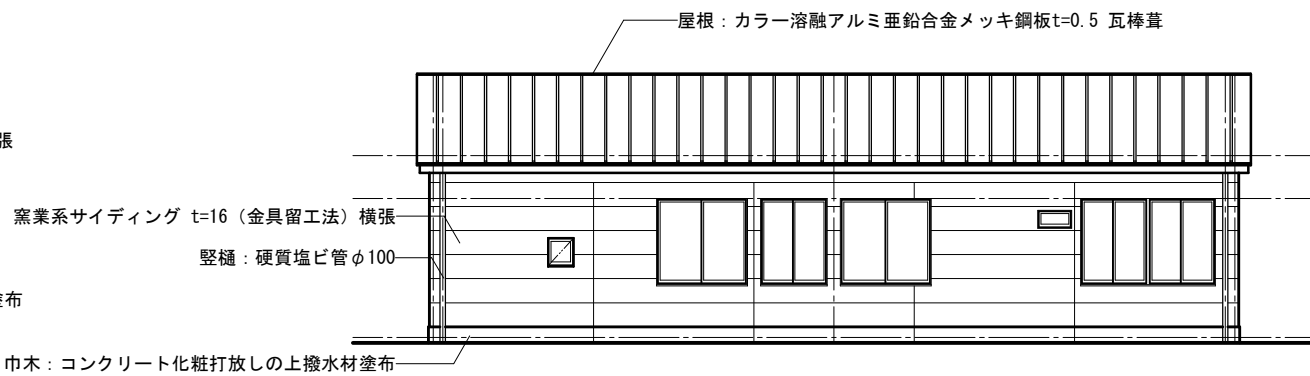 屋根：カラー溶融アルミ亜鉛合金メッキ鋼板t=0.5 瓦棒葺
張
窯業系サイディング t=16（金具留工法）横張
竪樋：硬質塩ビ管φ100
布
巾木：コンクリート化粧打放しの上撥水材塗布